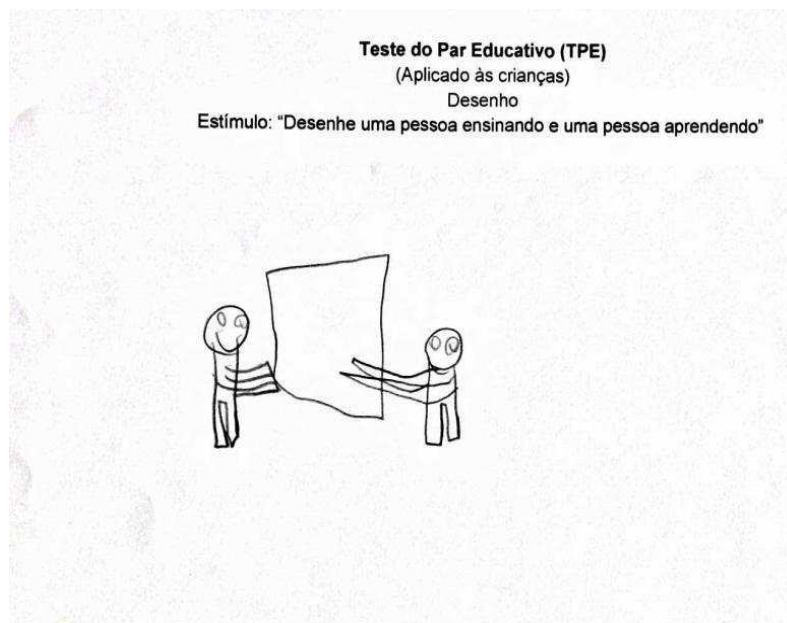 Teste do Par Educativo (TPE)
(Aplicado às crianças)
Desenho
Estímulo: "Desenhe uma pessoa ensinando e uma pessoa aprendendo"